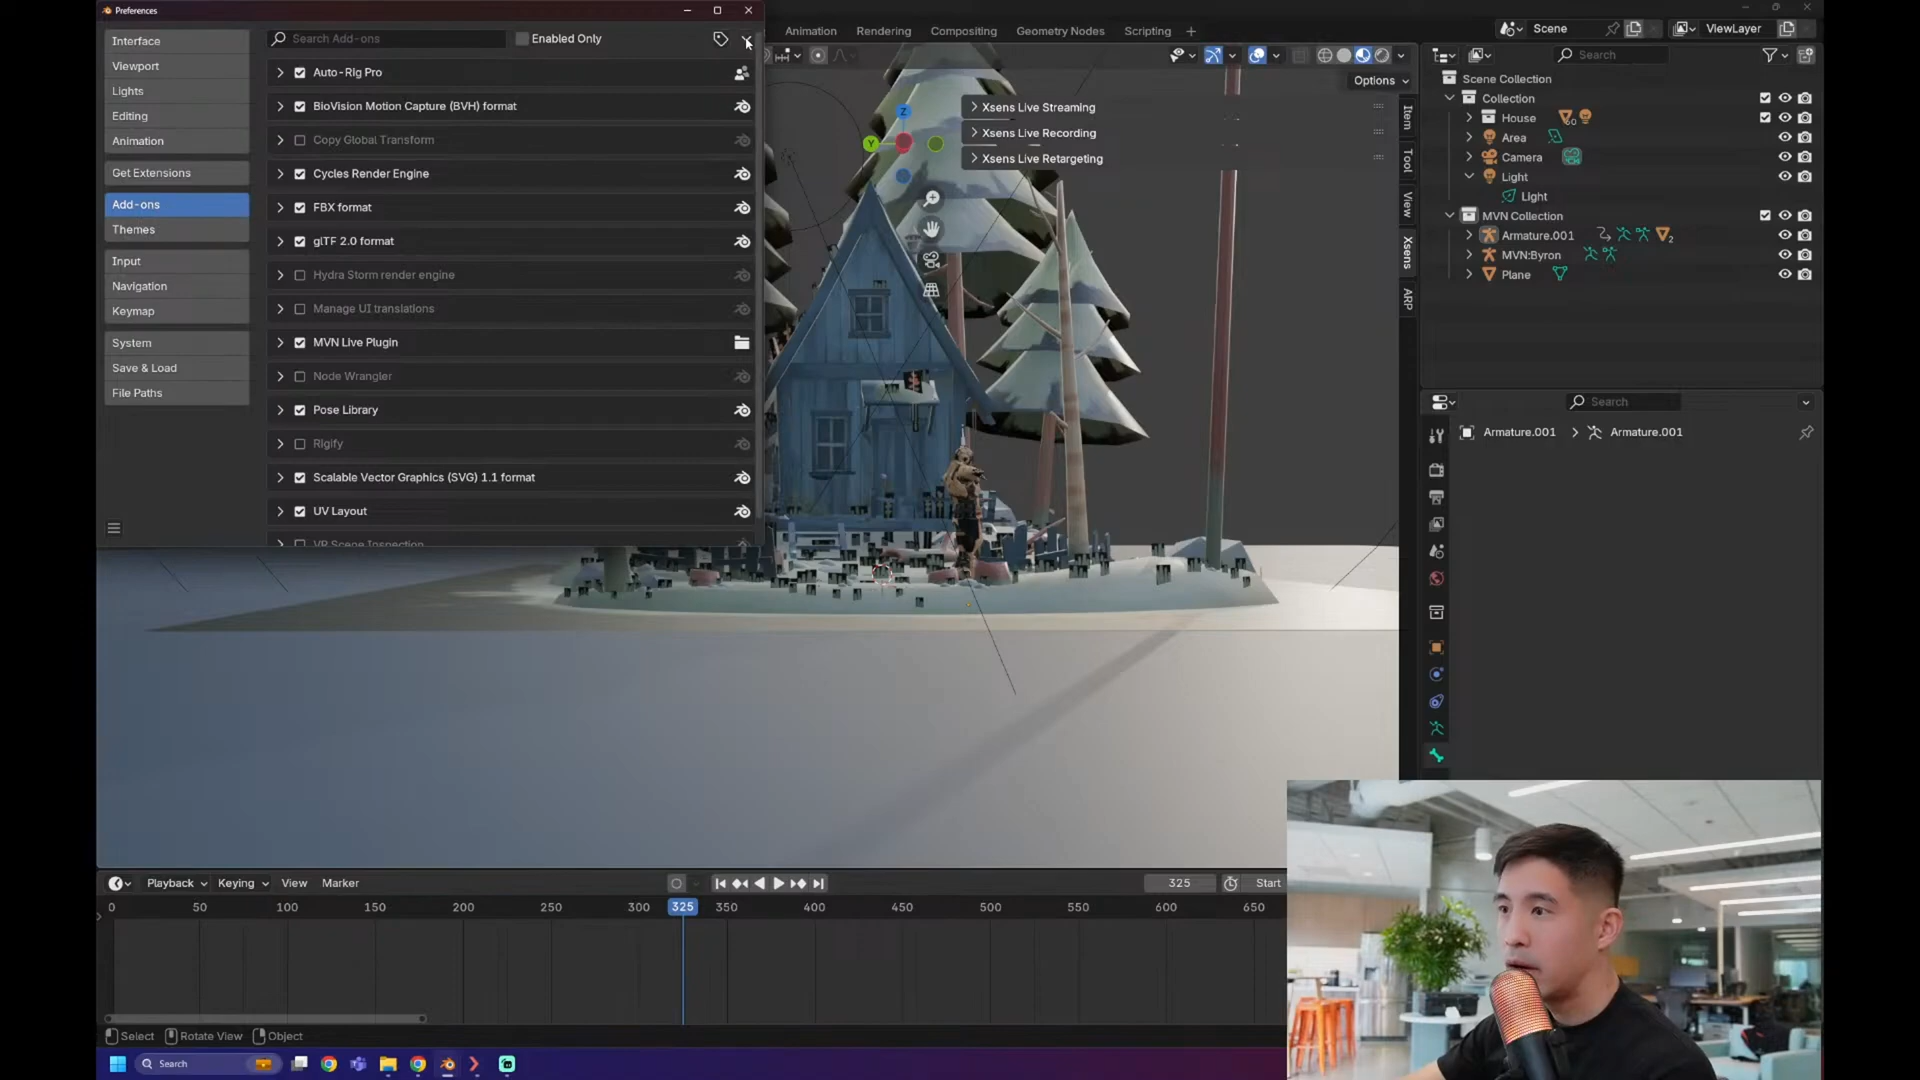 Preferences
Interface
Viewport
Lights
Editing
Animation
Get Extensions
Add-ons
Themes
Input
Navigation
Keymap
System
Save & Load
File Paths
Search Add-ons
Enabled Only
Auto-Rig Pro
BioVision Motion Capture (BVH) format
Copy Global Transform
Cycles Render Engine
FBX format
glTF 2.0 format
Hydra Storm render engine
Manage UI translations
MVN Live Plugin
Node Wrangler
Pose Library
Rigify
Scalable Vector Graphics (SVG) 1.1 format
UV Layout
VR Scene Inspection
Animation Rendering Compositing Geometry Nodes Scripting +
Scene
ViewLayer
Options
Z
Y
Xsens Live Streaming
Xsens Live Recording
Xsens Live Retargeting
Item
Tool
View
Xsens
ARP
Search
Scene Collection
Collection
House 60
Area
Camera
Light
Light
MVN Collection
Armature.001 2
MVN:Byron
Plane
Search
Armature.001 > Armature.001
Playback Keying View Marker
325 Start
0 50 100 150 200 250 300 325 350 400 450 500 550 600 650
Select Rotate View Object
Search